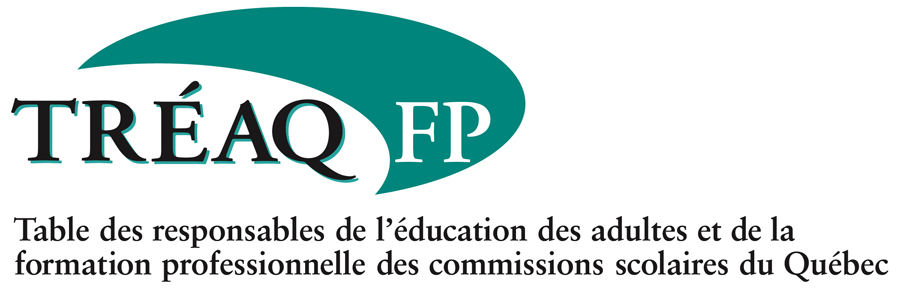 TRÉAQ FP
Table des responsables de l’éducation des adultes et de la
formation professionnelle des commissions scolaires du Québec